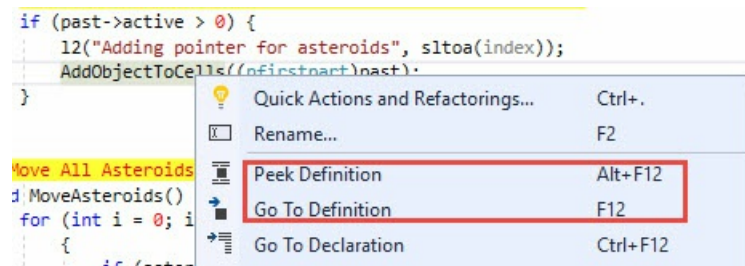 if (past->active > 0) {
l2("Adding pointer for asteroids", sltoa(index));
AddObjectToCells((pfirstpart)past);
}
Quick Actions and Refactorings... Ctrl+.
Rename... F2
Move All Asteroids
Peek Definition Alt+F12
d MoveAsteroids()
Go To Definition F12
for (int i = 0; i
{
Go To Declaration Ctrl+F12